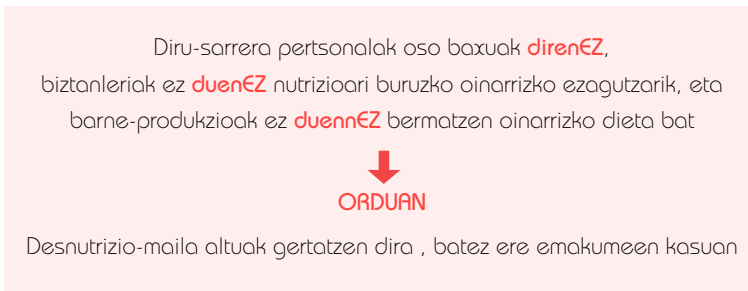 Diru-sarrera pertsonalak oso baxuak direnEZ,
biztanleriak ez duenEZ nutrizioari buruzko oinarrizko ezagutzarik, eta
barne-produkzioak ez duennEZ bermatzen oinarrizko dieta bat
ORDUAN
Desnutrizio-maila altuak gertatzen dira , batez ere emakumeen kasuan